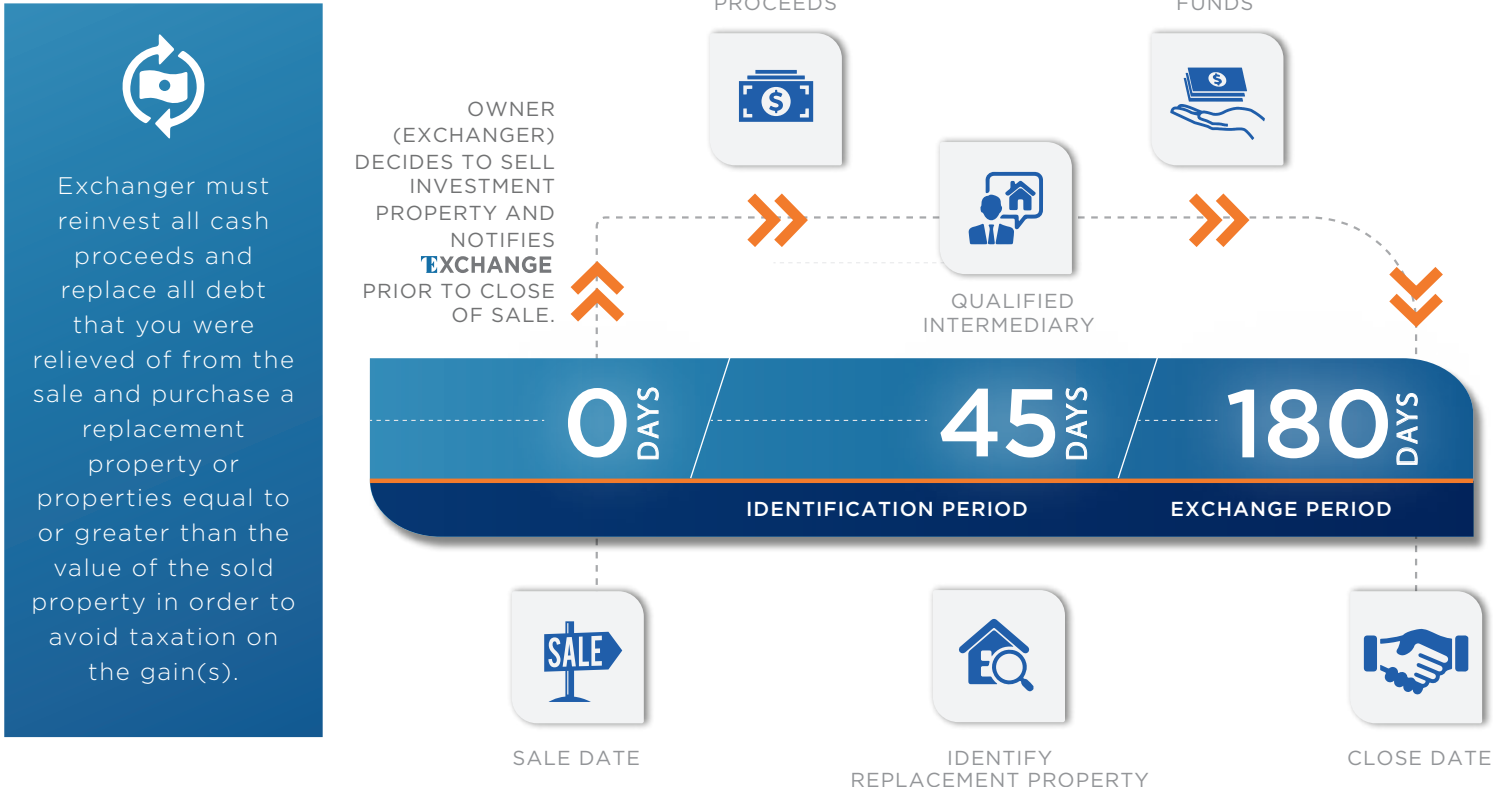 Exchanger must
reinvest all cash
proceeds and
replace all debt
that you were
relieved of from the
sale and purchase a
replacement
property or
properties equal to
or greater than the
value of the sold
property in order to
avoid taxation on
the gain(s).
PROCEEDS
FUNDS
OWNER
(EXCHANGER)
DECIDES TO SELL
INVESTMENT
PROPERTY AND
NOTIFIES
EXCHANGE
PRIOR TO CLOSE
OF SALE.
$
$
QUALIFIED
INTERMEDIARY
0 DAYS
45 DAYS
180 DAYS
IDENTIFICATION PERIOD
EXCHANGE PERIOD
SALE
SALE DATE
IDENTIFY
REPLACEMENT PROPERTY
CLOSE DATE